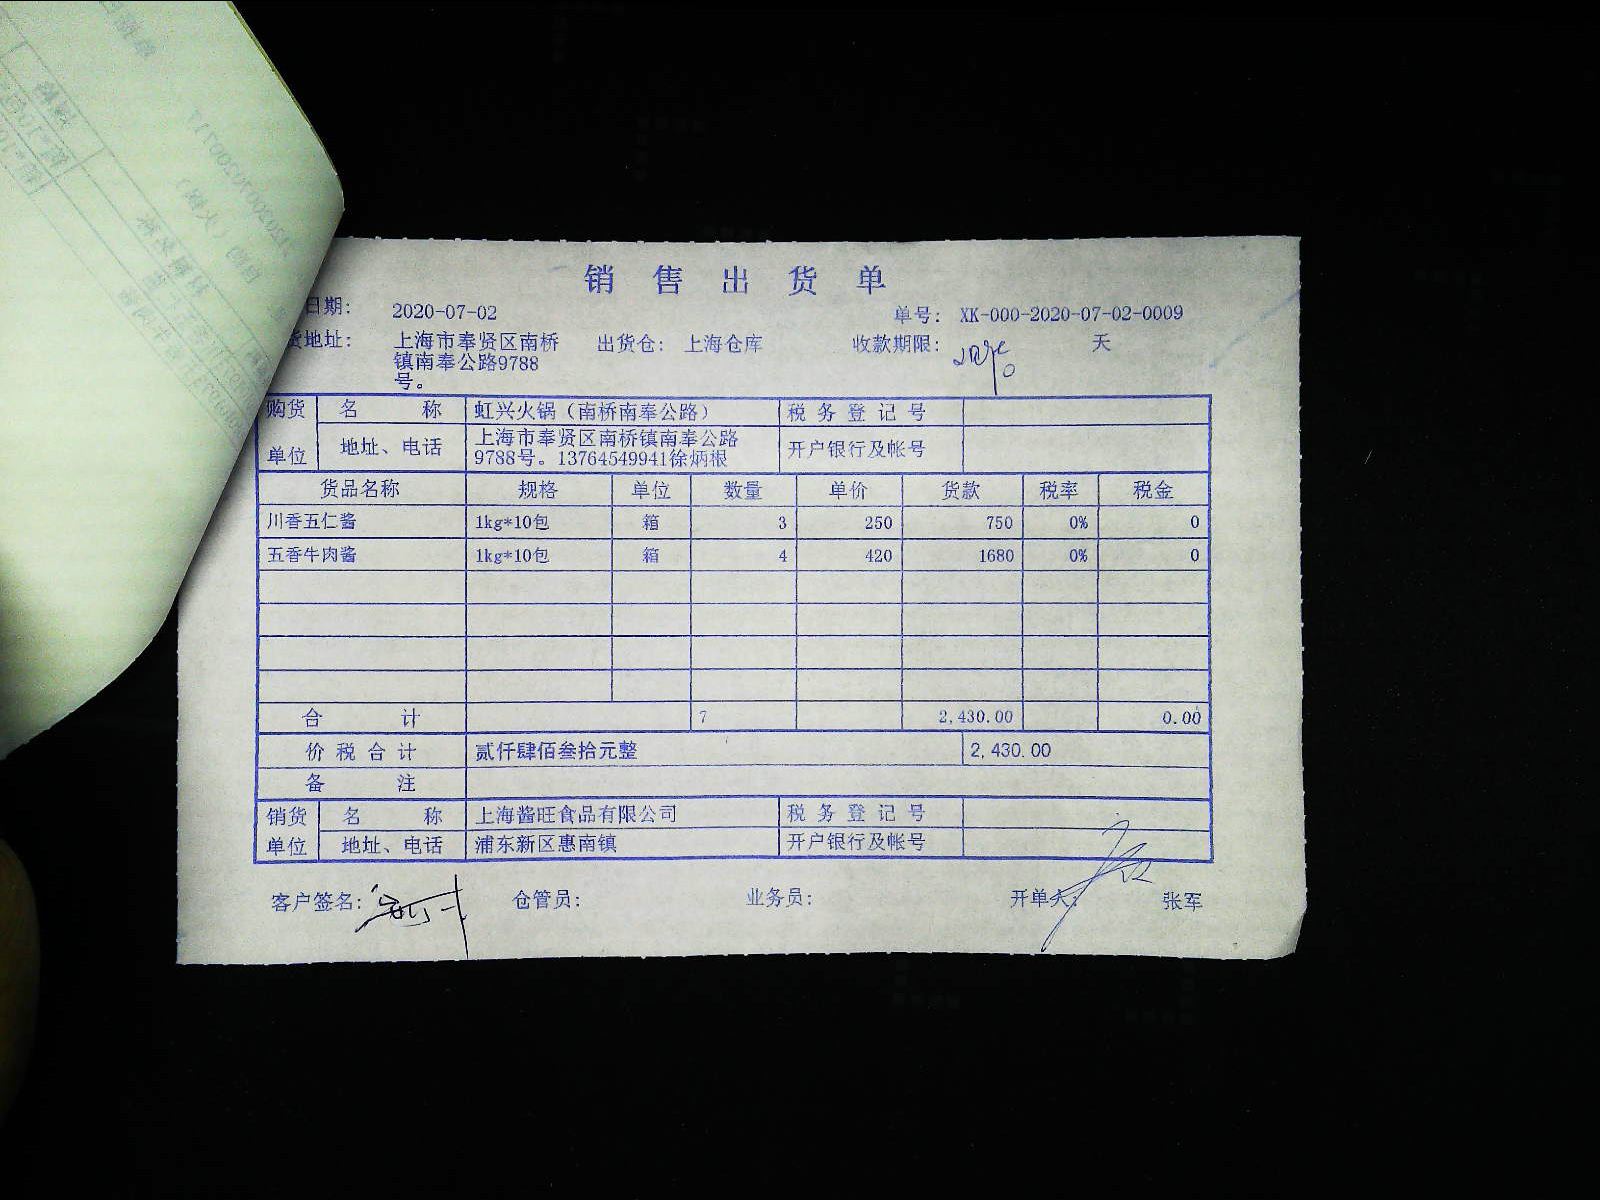 销售出货单
日期： 2020-07-02 单号： XK-000-2020-07-02-0009
货地址： 上海市奉贤区南桥 出货仓： 上海仓库 收款期限： 天
镇南奉公路9788
号。
购货 名称 虹兴火锅（南桥南奉公路） 税务登记号
单位 地址、电话 上海市奉贤区南桥镇南奉公路 开户银行及帐号
9788号。13764549941徐炳根
货品名称 规格 单位 数量 单价 货款 税率 税金
川香五仁酱 1kg*10包 箱 3 250 750 0% 0
五香牛肉酱 1kg*10包 箱 4 420 1680 0% 0
合计 7 2,430.00 0.00
价税合计 贰仟肆佰叁拾元整 2,430.00
备注
销货 名称 上海酱旺食品有限公司 税务登记号
单位 地址、电话 浦东新区惠南镇 开户银行及帐号
客户签名： 仓管员： 业务员： 开单人： 张军